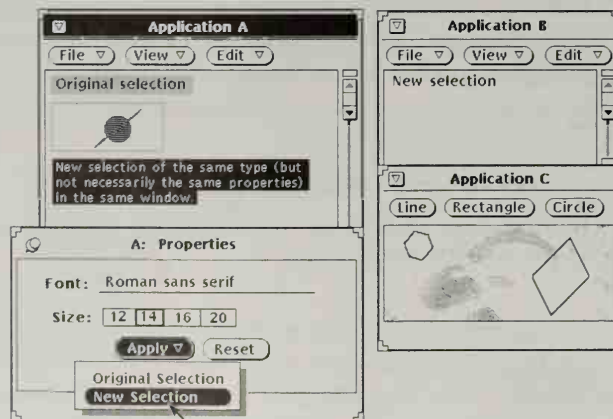 Application A
File View Edit
Original selection
New selection of the same type (but
not necessarily the same properties)
in the same window.
A: Properties
Font: Roman sans serif
Size: 12 14 16 20
Apply Reset
Original Selection
New Selection
Application B
File View Edit
New selection
Application C
Line Rectangle Circle